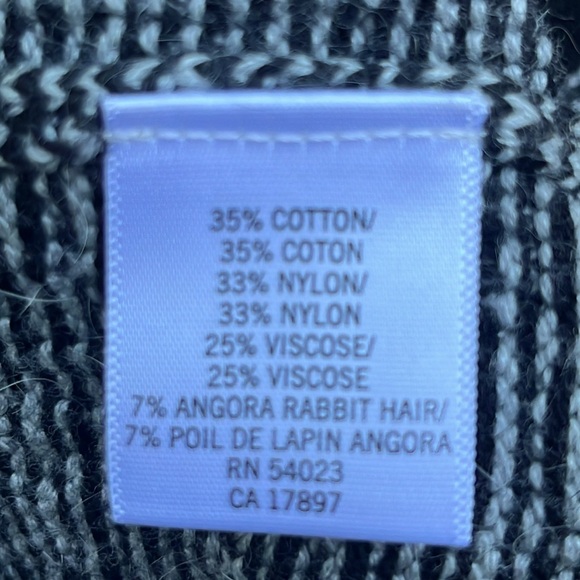 35% COTTON/
35% COTON
33% NYLON/
33% NYLON
25% VISCOSE/
25% VISCOSE
7% ANGORA RABBIT HAIR/
7% POIL DE LAPIN ANGORA
RN 54023
CA 17897